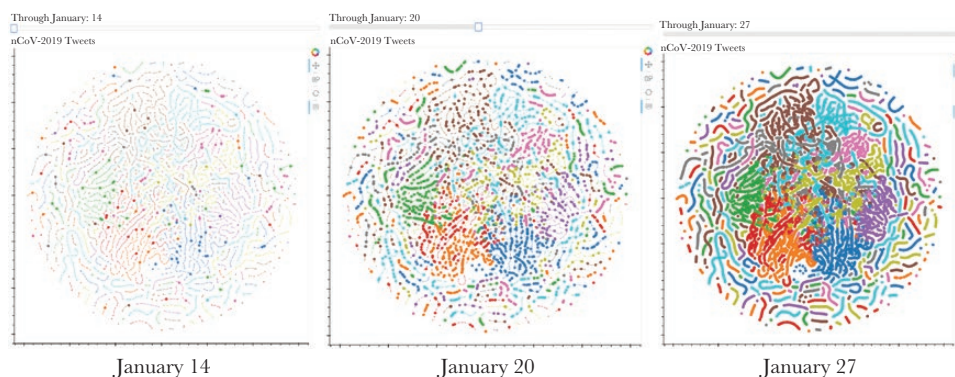 Through January: 14
nCoV-2019 Tweets
Through January: 20
nCoV-2019 Tweets
Through January: 27
nCoV-2019 Tweets
January 14
January 20
January 27